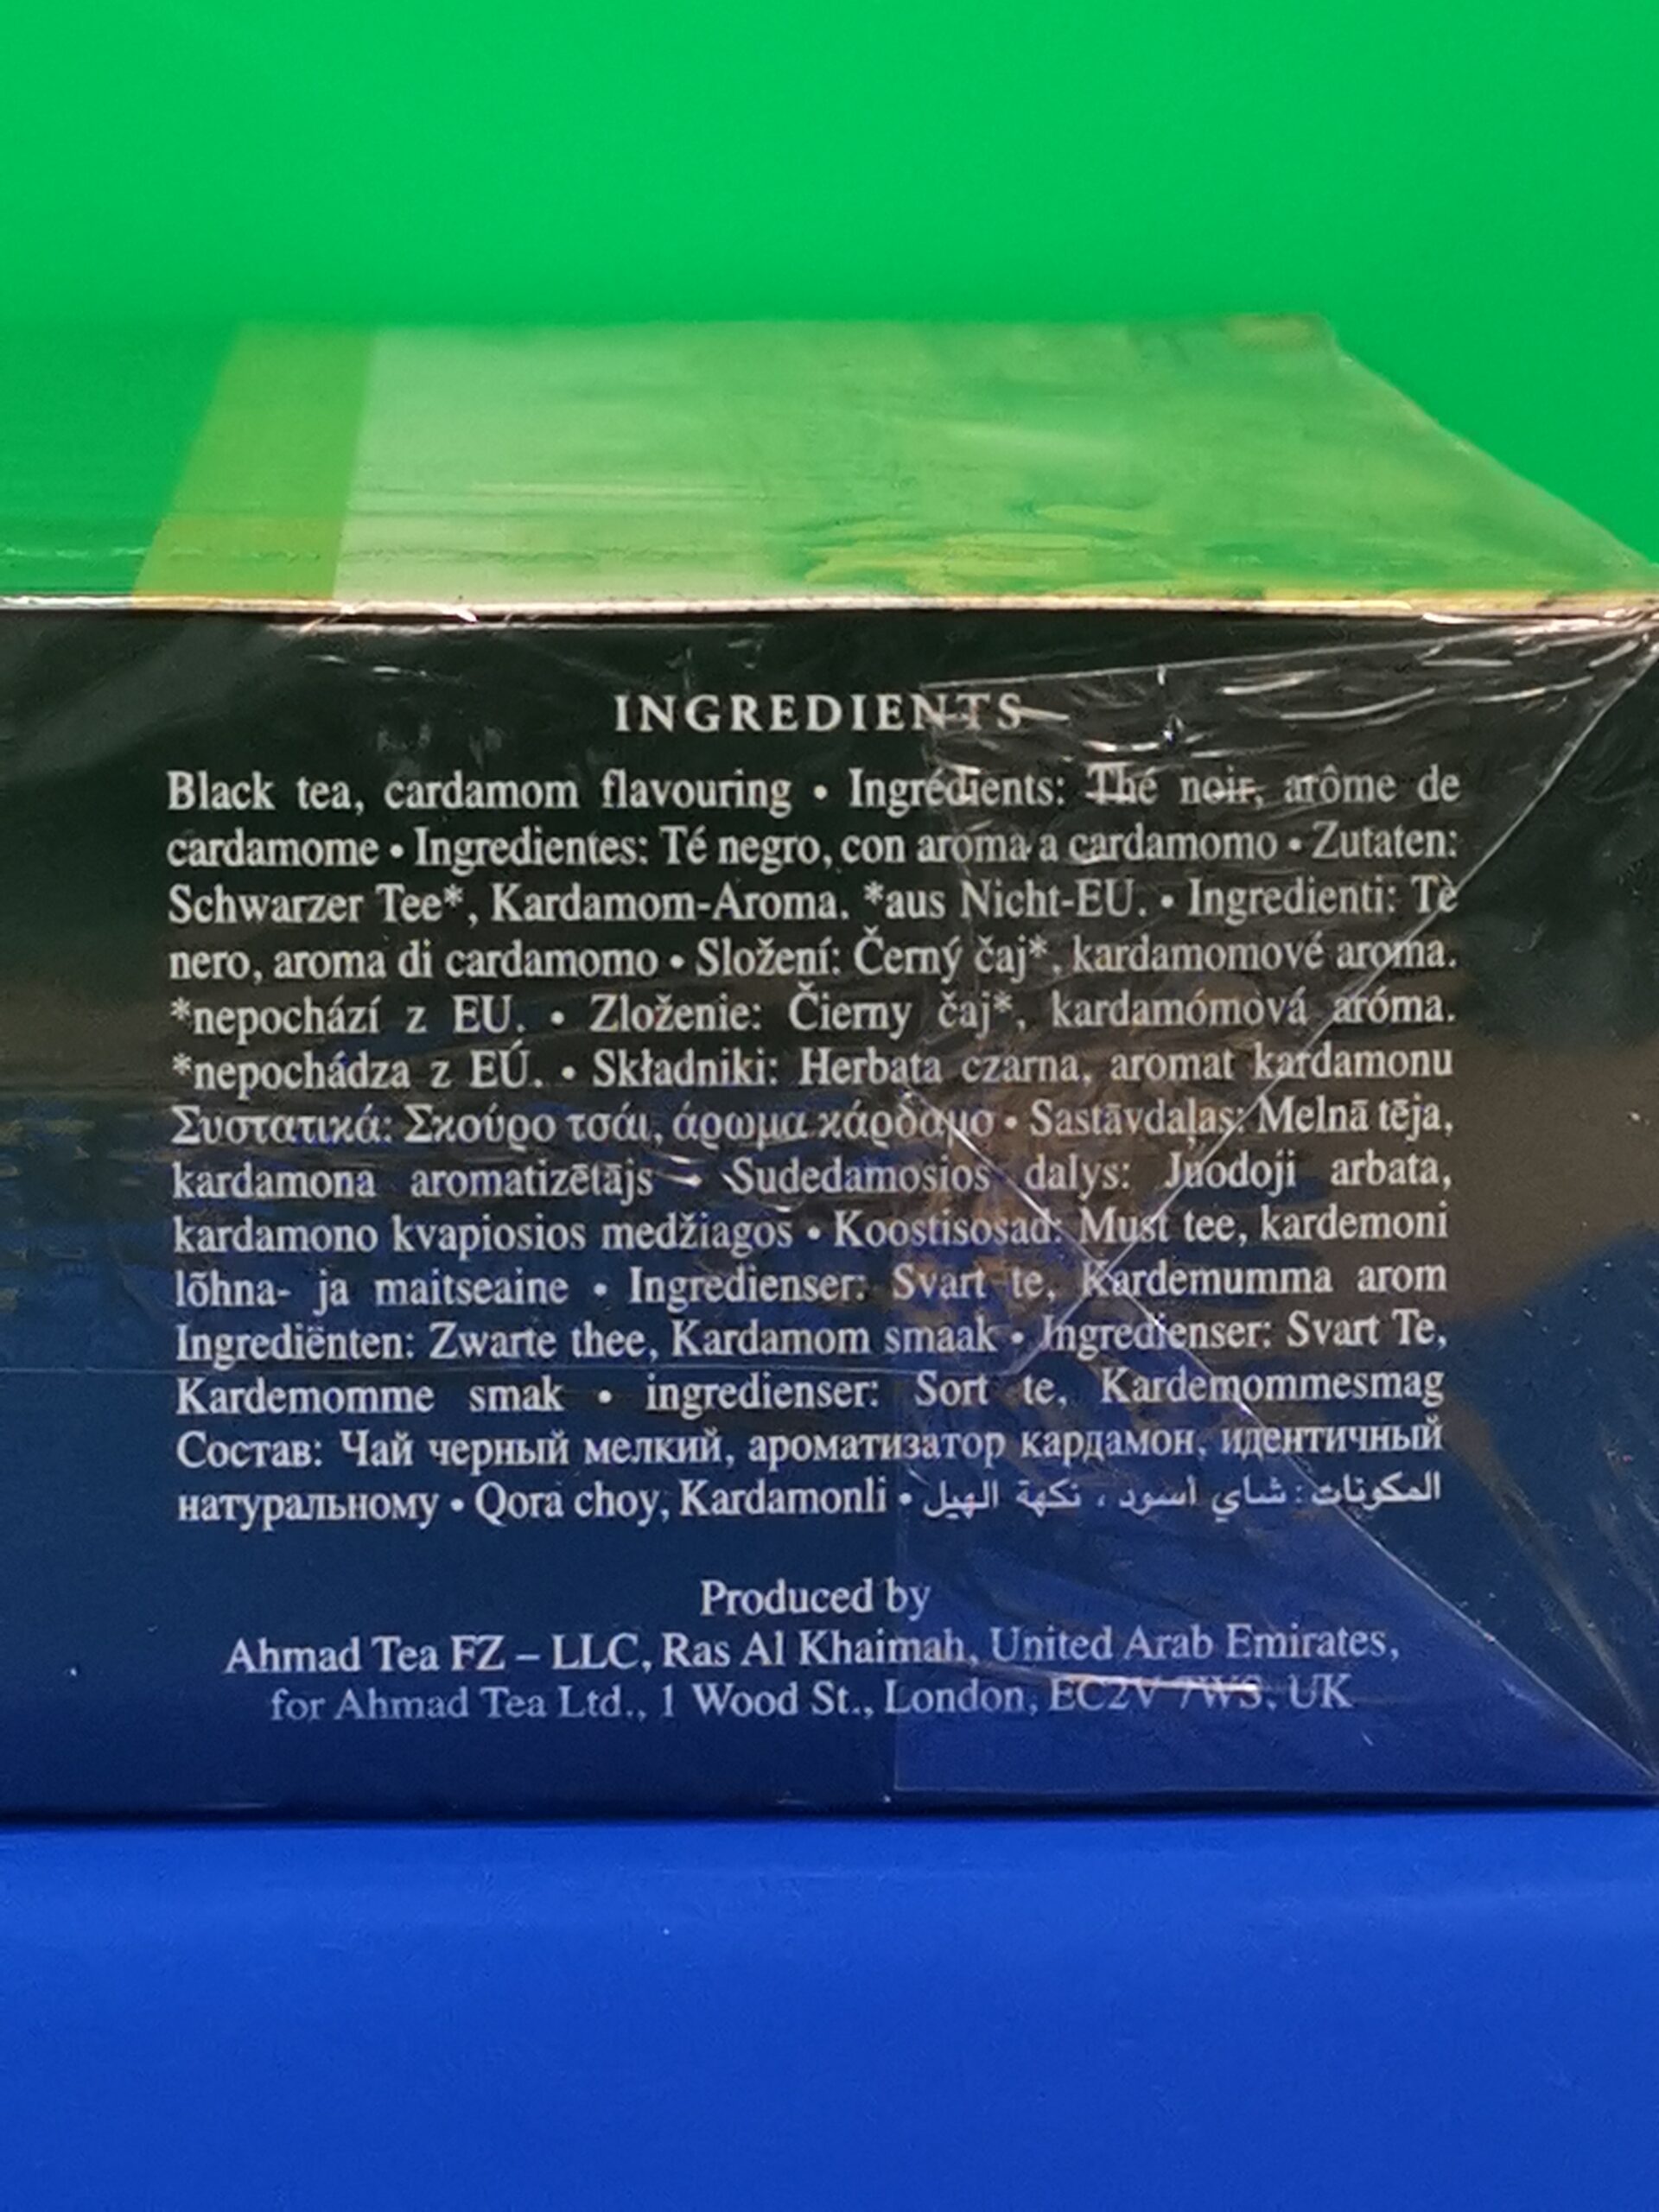 INGREDIENTS
Black tea, cardamom flavouring • Ingrédients: Thé noir, arôme de
cardamome • Ingredientes: Té negro, con aroma a cardamomo • Zutaten:
Schwarzer Tee*, Kardamom-Aroma. *aus Nicht-EU. • Ingredienti: Tè
nero, aroma di cardamomo • Složení: Černý čaj*, kardamomové aroma.
*nepochází z EU. • Zloženie: Čierny čaj*, kardamómová aróma.
*nepochádza z EÚ. • Składniki: Herbata czarna, aromat kardamonu
Συστατικά: Σκούρο τσάι, άρωμα κάρδαμο • Sastāvdaļas: Melnā tēja,
kardamona aromatizētājs • Sudedamosios dalys: Juodoji arbata,
kardamono kvapiosios medžiagos • Koostisosad: Must tee, kardemoni
lõhna- ja maitseaine • Ingredienser: Svart te, Kardemumma arom
Ingrediënten: Zwarte thee, Kardamom smaak • Ingredienser: Svart Te,
Kardemomme smak • ingredienser: Sort te, Kardemommesmag
Состав: Чай черный мелкий, ароматизатор кардамон, идентичный
натуральному • Qora choy, Kardamonli • المكونات: شاي أسود ، نكهة الهيل
Produced by
Ahmad Tea FZ – LLC, Ras Al Khaimah, United Arab Emirates,
for Ahmad Tea Ltd., 1 Wood St., London, EC2V 7WS, UK